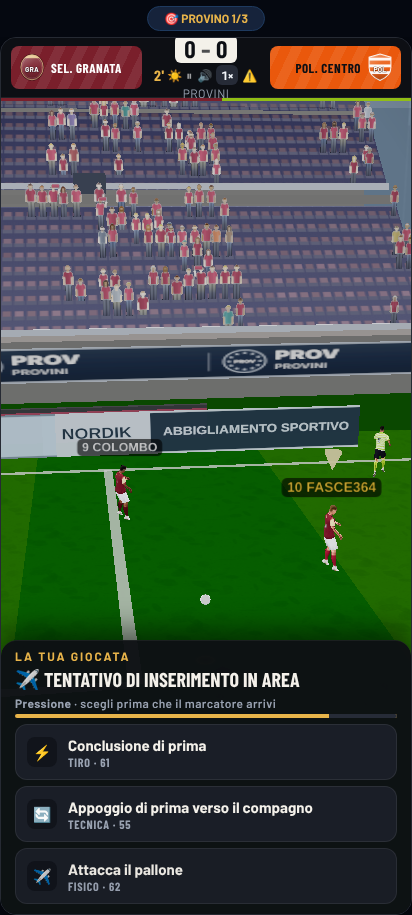 🎯 PROVINO 1/3
GRA SEL. GRANATA
0 - 0
POL. CENTRO POL
2' ☀️ ⏸ 🔊 1× ⚠️
PROVINI
PROV
PROVINI
PROV
PROVINI
NORDIK
ABBIGLIAMENTO SPORTIVO
9 COLOMBO
10 FASCE364
LA TUA GIOCATA
✈️ TENTATIVO DI INSERIMENTO IN AREA
Pressione · scegli prima che il marcatore arrivi
⚡ Conclusione di prima
TIRO · 61
🔄 Appoggio di prima verso il compagno
TECNICA · 55
✈️ Attacca il pallone
FISICO · 62